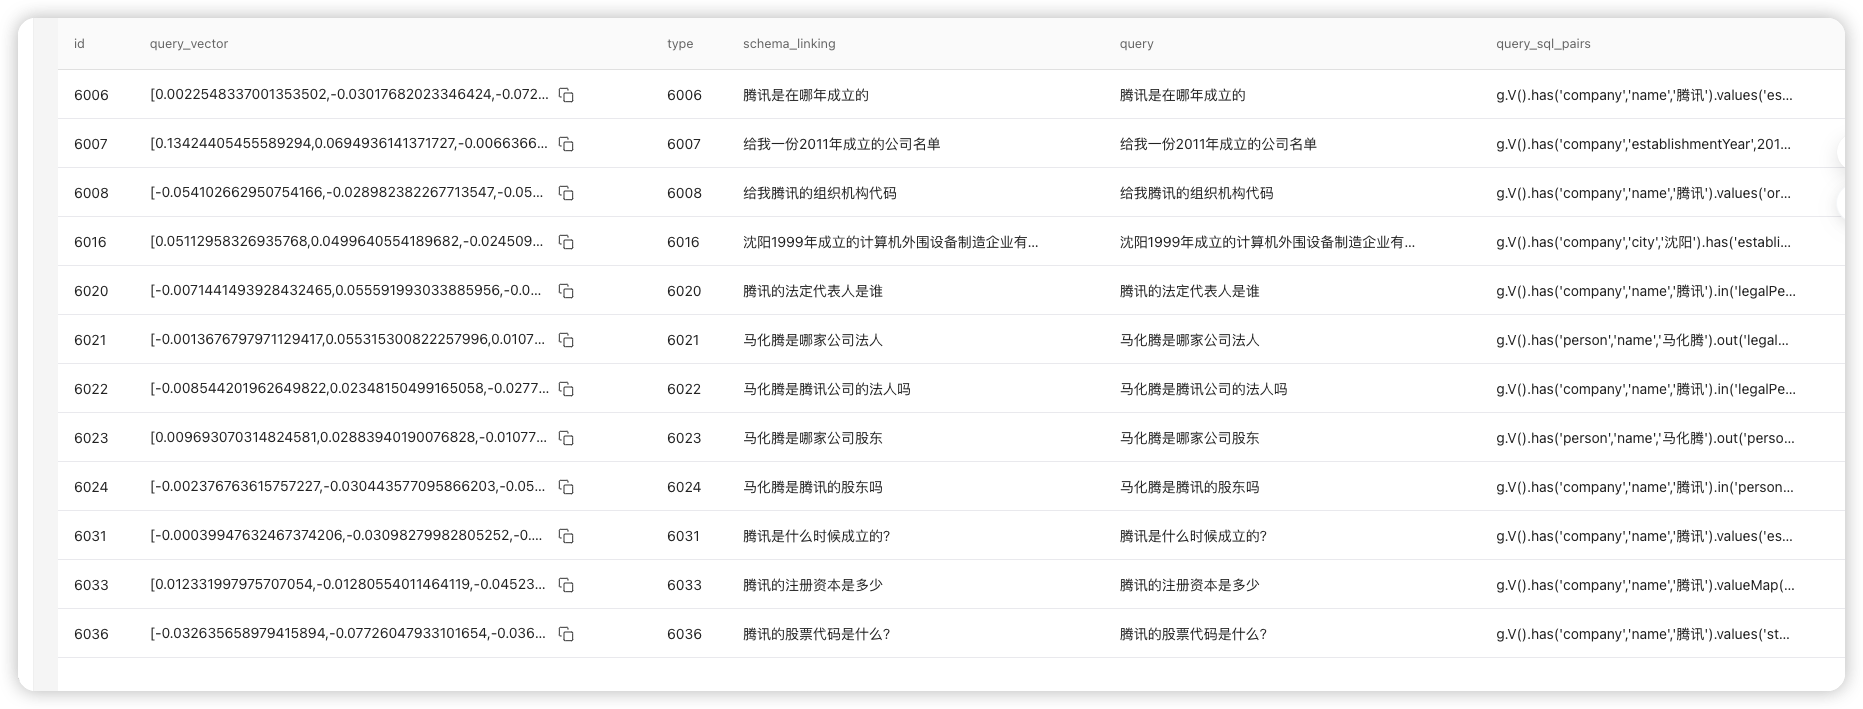 id query_vector type schema_linking query query_sql_pairs
6006 [0.0022548337001353502,-0.03017682023346424,-0.072... 6006 腾讯是在哪年成立的 腾讯是在哪年成立的 g.V().has('company','name','腾讯').values('es...
6007 [0.13424405455589294,0.0694936141371727,-0.0066366... 6007 给我一份2011年成立的公司名单 给我一份2011年成立的公司名单 g.V().has('company','establishmentYear',201...
6008 [-0.054102662950754166,-0.028982382267713547,-0.05... 6008 给我腾讯的组织机构代码 给我腾讯的组织机构代码 g.V().has('company','name','腾讯').values('or...
6016 [0.05112958326935768,0.0499640554189682,-0.024509... 6016 沈阳1999年成立的计算机外围设备制造企业有... 沈阳1999年成立的计算机外围设备制造企业有... g.V().has('company','city','沈阳').has('establi...
6020 [-0.0071441493928432465,0.055591993033885956,-0.0... 6020 腾讯的法定代表人是谁 腾讯的法定代表人是谁 g.V().has('company','name','腾讯').in('legalPe...
6021 [-0.0013676797971129417,0.055315300822257996,0.0107... 6021 马化腾是哪家公司法人 马化腾是哪家公司法人 g.V().has('person','name','马化腾').out('legal...
6022 [-0.008544201962649822,0.02348150499165058,-0.0277... 6022 马化腾是腾讯公司的法人吗 马化腾是腾讯公司的法人吗 g.V().has('company','name','腾讯').in('legalPe...
6023 [0.009693070314824581,0.02883940190076828,-0.01077... 6023 马化腾是哪家公司股东 马化腾是哪家公司股东 g.V().has('person','name','马化腾').out('perso...
6024 [-0.002376763615757227,-0.030443577095866203,-0.05... 6024 马化腾是腾讯的股东吗 马化腾是腾讯的股东吗 g.V().has('company','name','腾讯').in('person...
6031 [-0.00039947632467374206,-0.03098279982805252,-0.... 6031 腾讯是什么时候成立的? 腾讯是什么时候成立的? g.V().has('company','name','腾讯').values('es...
6033 [0.012331997975707054,-0.01280554011464119,-0.04523... 6033 腾讯的注册资本是多少 腾讯的注册资本是多少 g.V().has('company','name','腾讯').valueMap(...
6036 [-0.032635658979415894,-0.07726047933101654,-0.036... 6036 腾讯的股票代码是什么? 腾讯的股票代码是什么? g.V().has('company','name','腾讯').values('st...